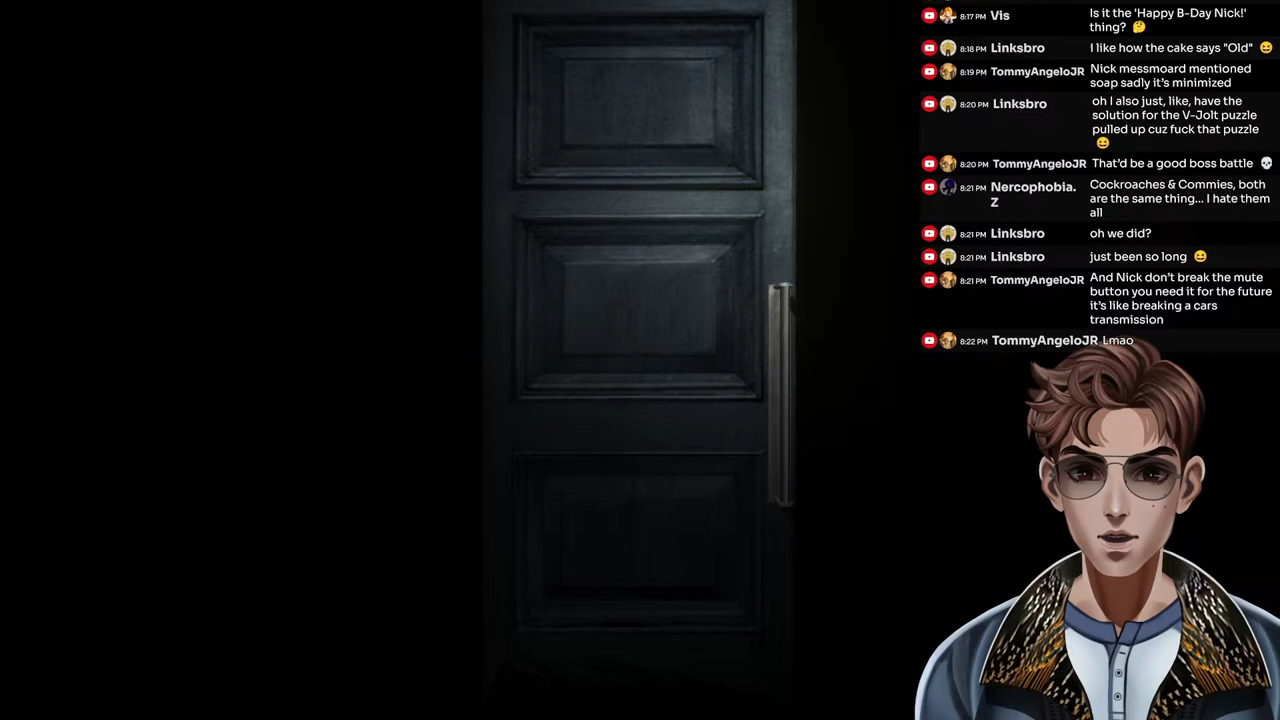 8:17 PM Vis Is it the 'Happy B-Day Nick!'
thing? 🤔
8:18 PM Linksbro I like how the cake says "Old" 😆
8:19 PM TommyAngeloJR Nick messmoard mentioned
soap sadly it's minimized
8:20 PM Linksbro oh I also just, like, have the
solution for the V-Jolt puzzle
pulled up cuz fuck that puzzle
😆
8:20 PM TommyAngeloJR That'd be a good boss battle 💀
8:21 PM Nercophobia. Cockroaches & Commies, both
Z are the same thing... I hate them
all
8:21 PM Linksbro oh we did?
8:21 PM Linksbro just been so long 😆
8:21 PM TommyAngeloJR And Nick don't break the mute
button you need it for the future
it's like breaking a cars
transmission
8:22 PM TommyAngeloJR Lmao